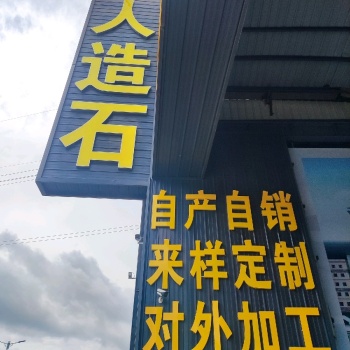 人造石
自产自销
来样定制
对外加工